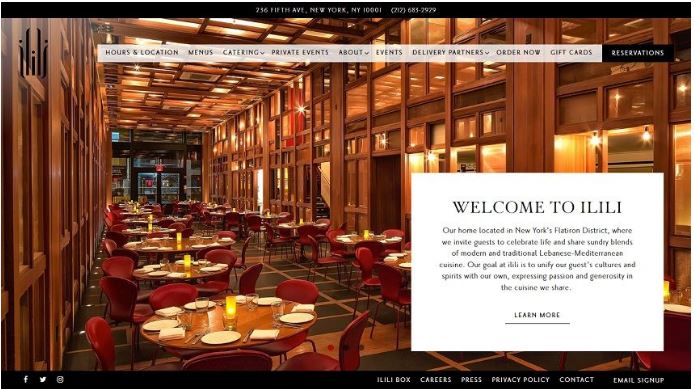 236 FIFTH AVE, NEW YORK, NY 10001 (212) 683-2929
ilili
HOURS & LOCATION MENUS CATERING PRIVATE EVENTS ABOUT EVENTS DELIVERY PARTNERS ORDER NOW GIFT CARDS RESERVATIONS
WELCOME TO ILILI
Our home located in New York's Flatiron District, where
we invite guests to celebrate life and share sundry blends
of modern and traditional Lebanese-Mediterranean
cuisine. Our goal at ilili is to unify our guest's cultures and
spirits with our own, expressing passion and generosity in
the cuisine we share.
LEARN MORE
ILILI BOX CAREERS PRESS PRIVACY POLICY CONTACT EMAIL SIGNUP